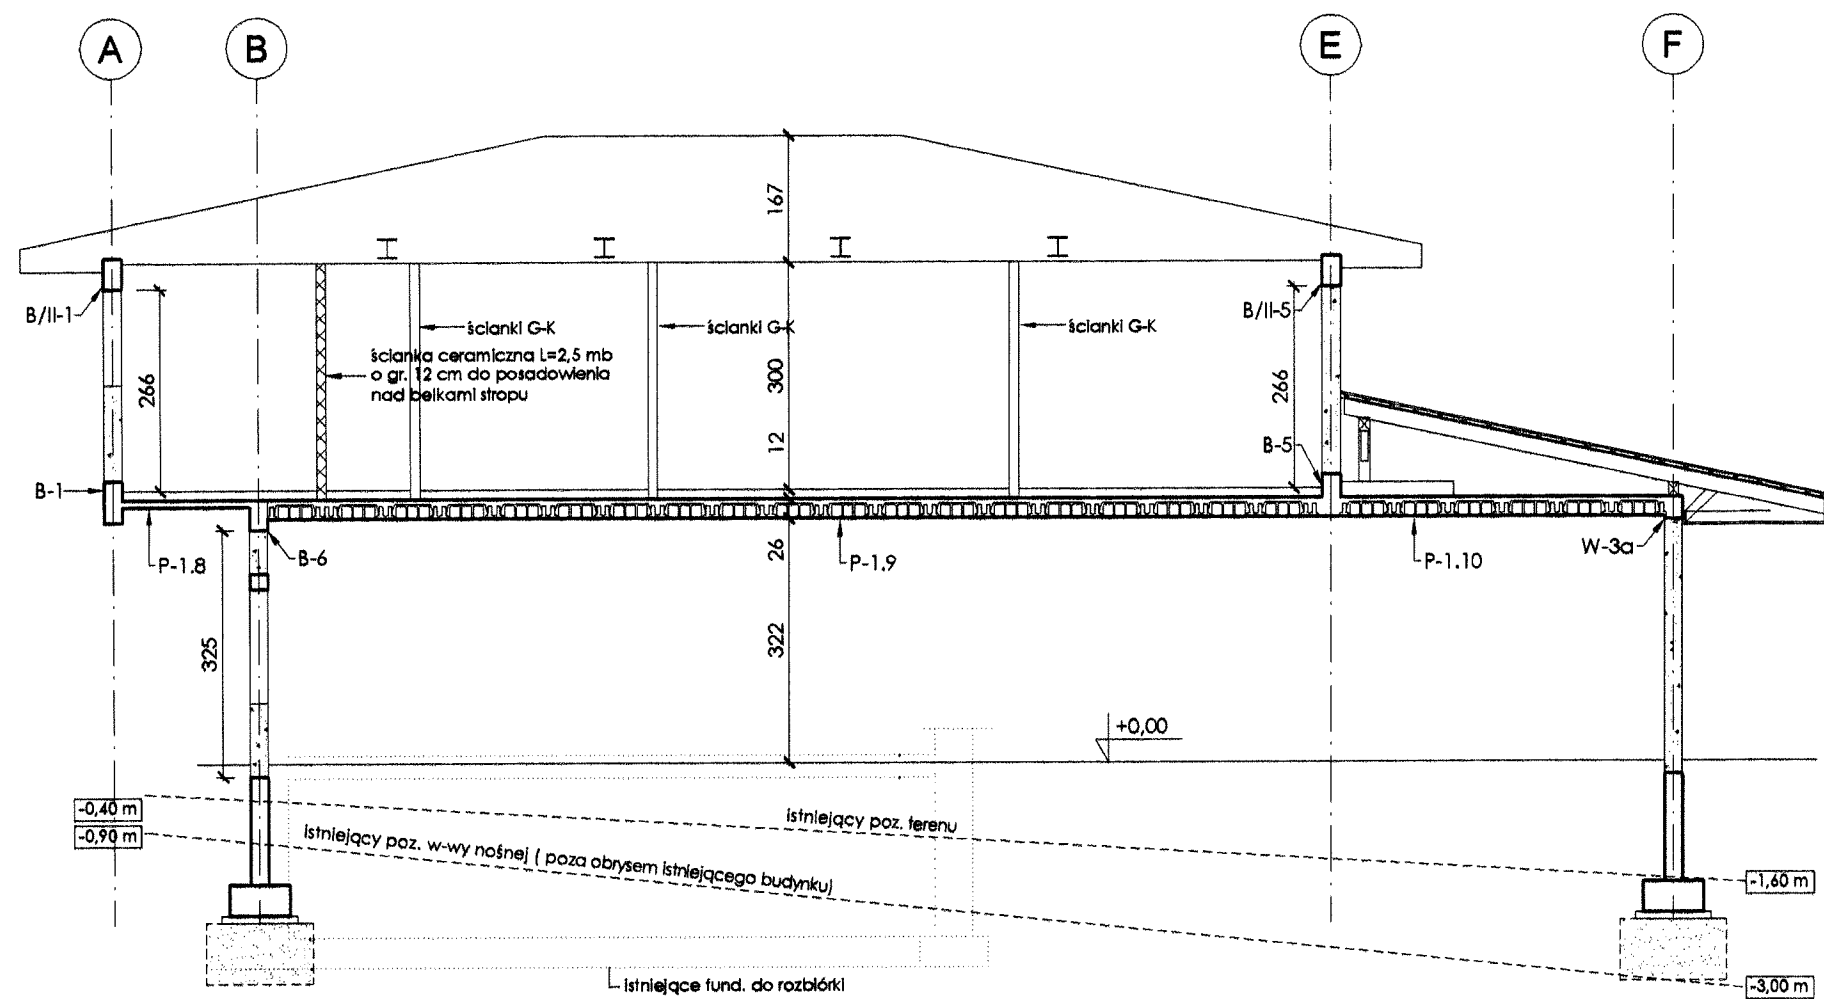 A
B
E
F
167
B/II-1
B/II-5
ścianki G-K
ścianki G-K
ścianki G-K
ścianka ceramiczna L=2,5 mb
o gr. 12 cm do posadowienia
nad belkami stropu
266
300
266
12
B-5
B-1
P-1.8
B-6
26
P-1.9
P-1.10
W-3a
325
322
+0,00
-0,40 m
-0,90 m
istniejący poz. terenu
istniejący poz. w-wy nośnej ( poza obrysem istniejącego budynku)
-1,60 m
istniejące fund. do rozbiórki
-3,00 m